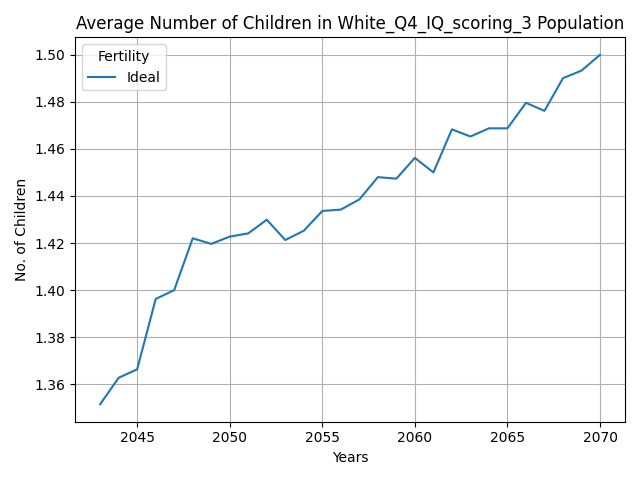 Average Number of Children in White_Q4_IQ_scoring_3 Population
Fertility
Ideal
No. of Children
1.50
1.48
1.46
1.44
1.42
1.40
1.38
1.36
2045
2050
2055
2060
2065
2070
Years